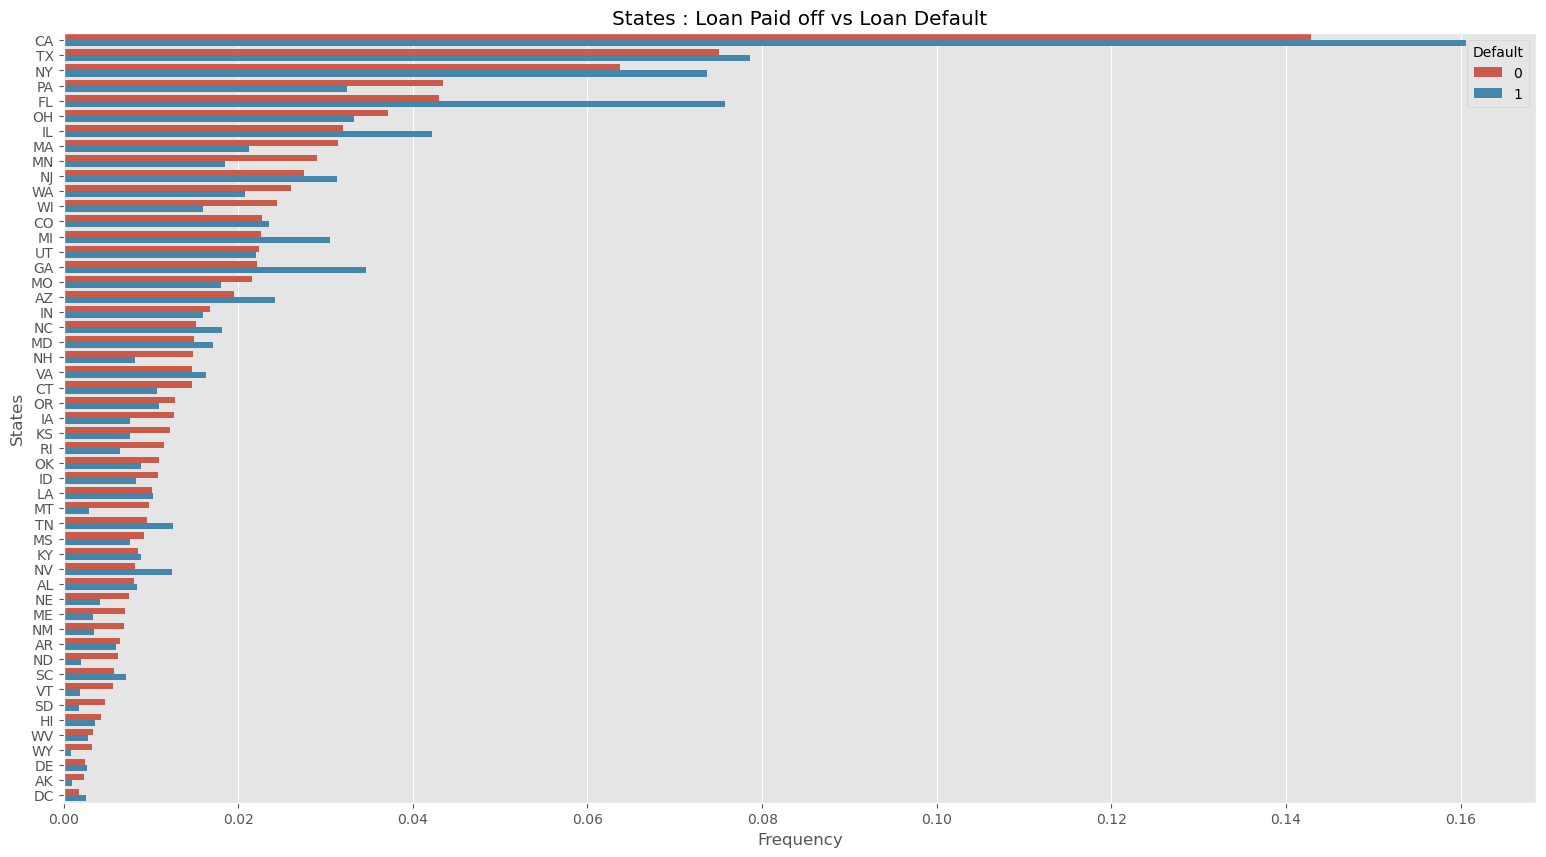 States : Loan Paid off vs Loan Default
CA
TX
NY
PA
FL
OH
IL
MA
MN
NJ
WA
WI
CO
MI
UT
GA
MO
AZ
IN
NC
MD
NH
VA
CT
OR
IA
KS
RI
OK
ID
LA
MT
TN
MS
KY
NV
AL
NE
ME
NM
AR
ND
SC
VT
SD
HI
WV
WY
DE
AK
DC
States
Default
0
1
0.00 0.02 0.04 0.06 0.08 0.10 0.12 0.14 0.16
Frequency